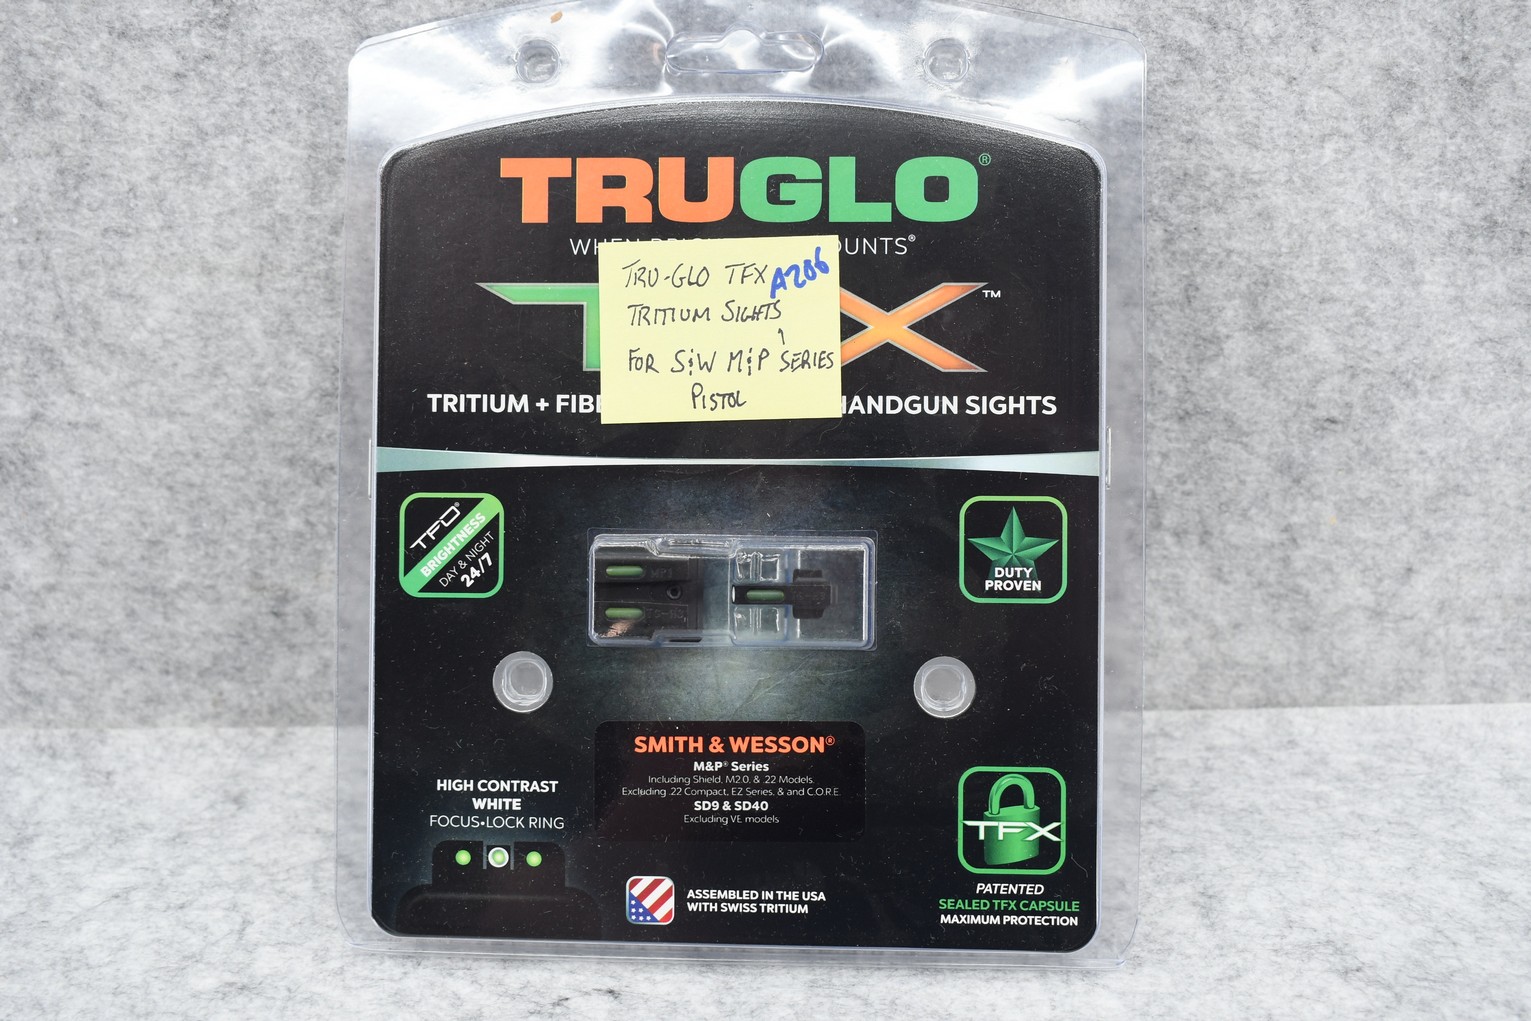 TRUGLO®
WH OUNTS®
TRU-GLO TFX A206
TRITIUM SIGHTS
FOR S&W M&P SERIES
PISTOL
X™
TRITIUM + FIB HANDGUN SIGHTS
TFO®
BRIGHTNESS
DAY & NIGHT
24/7
DUTY
PROVEN
SMITH & WESSON®
M&P® Series
Including Shield, M2.0, & .22 Models.
Excluding .22 Compact, EZ Series, & and C.O.R.E.
SD9 & SD40
Excluding VE models
HIGH CONTRAST
WHITE
FOCUS•LOCK RING
TFX
PATENTED
SEALED TFX CAPSULE
MAXIMUM PROTECTION
ASSEMBLED IN THE USA
WITH SWISS TRITIUM